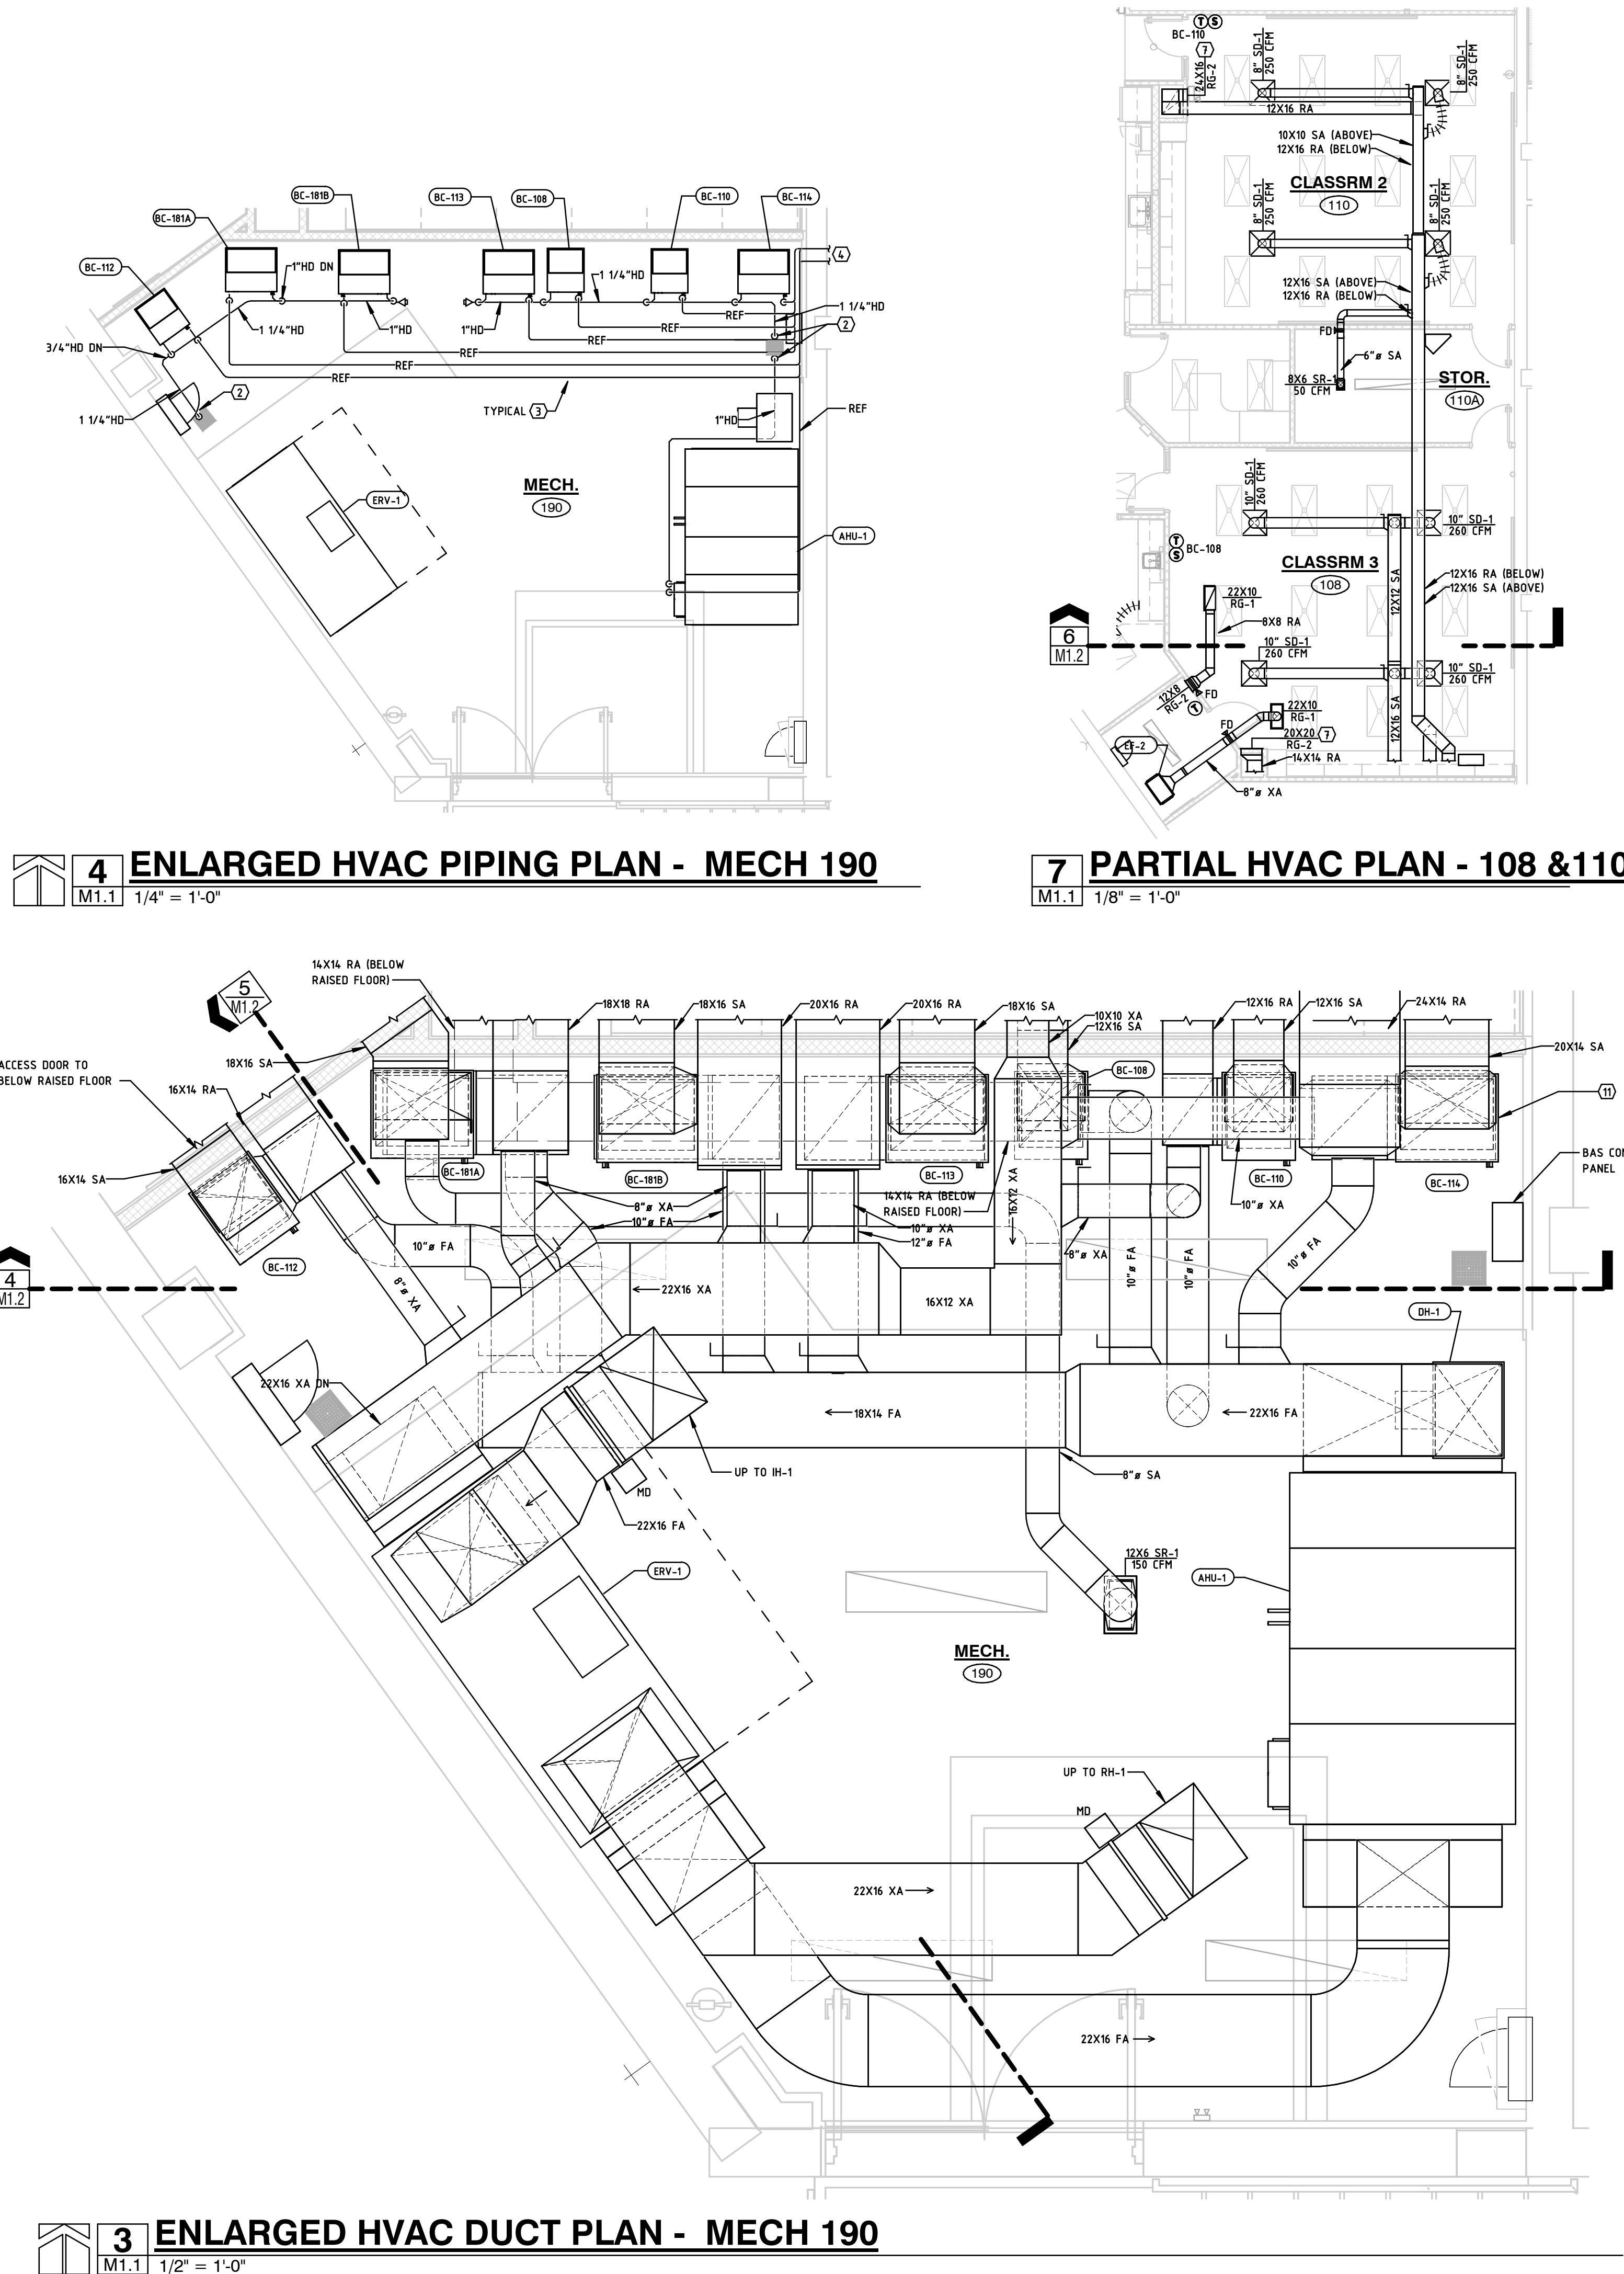 BC-181A
BC-181B
BC-113
BC-108
BC-110
BC-114
BC-112
1"HD DN
1 1/4"HD
4
1 1/4"HD
1"HD
1"HD
REF
REF
REF
1 1/4"HD
2
3/4"HD DN
REF
REF
REF
2
TYPICAL 3
1 1/4"HD
1"HD
REF
MECH.
190
ERV-1
AHU-1
4
M1.1
ENLARGED HVAC PIPING PLAN - MECH 190
1/4" = 1'-0"
T S
BC-110
7
24X16
RG-2
8" SD-1
250 CFM
8" SD-1
250 CFM
12X16 RA
10X10 SA (ABOVE)
12X16 RA (BELOW)
CLASSRM 2
110
8" SD-1
250 CFM
8" SD-1
250 CFM
12X16 SA (ABOVE)
12X16 RA (BELOW)
FD
6"ø SA
8X6 SR-1
50 CFM
STOR.
110A
10" SD-1
260 CFM
10" SD-1
260 CFM
T
S
BC-108
CLASSRM 3
108
12X16 RA (BELOW)
12X16 SA (ABOVE)
12X12 SA
22X10
RG-1
8X8 RA
6
M1.2
10" SD-1
260 CFM
10" SD-1
260 CFM
12X8
RG-2
FD
T
12X16 SA
22X10
RG-1
FD
20X20 7
RG-2
14X14 RA
EF-2
8"ø XA
7
M1.1
PARTIAL HVAC PLAN - 108 &110
1/8" = 1'-0"
14X14 RA (BELOW
RAISED FLOOR)
5
M1.2
18X18 RA
18X16 SA
20X16 RA
20X16 RA
18X16 SA
10X10 XA
12X16 SA
12X16 RA
12X16 SA
24X14 RA
20X14 SA
ACCESS DOOR TO
BELOW RAISED FLOOR
18X16 SA
16X14 RA
BC-108
11
16X14 SA
BC-181A
BC-181B
BC-113
BC-110
BC-114
BAS CON
PANEL
14X14 RA (BELOW
RAISED FLOOR)
16X12 XA
8"ø XA
10"ø FA
10"ø XA
12"ø FA
10"ø XA
BC-112
10"ø FA
8"ø XA
8"ø XA
10"ø FA
10"ø FA
10"ø FA
4
M1.2
22X16 XA
16X12 XA
DH-1
22X16 XA DN
18X14 FA
22X16 FA
UP TO IH-1
MD
22X16 FA
8"ø SA
12X6 SR-1
150 CFM
ERV-1
AHU-1
MECH.
190
UP TO RH-1
MD
22X16 XA
22X16 FA
3
M1.1
ENLARGED HVAC DUCT PLAN - MECH 190
1/2" = 1'-0"